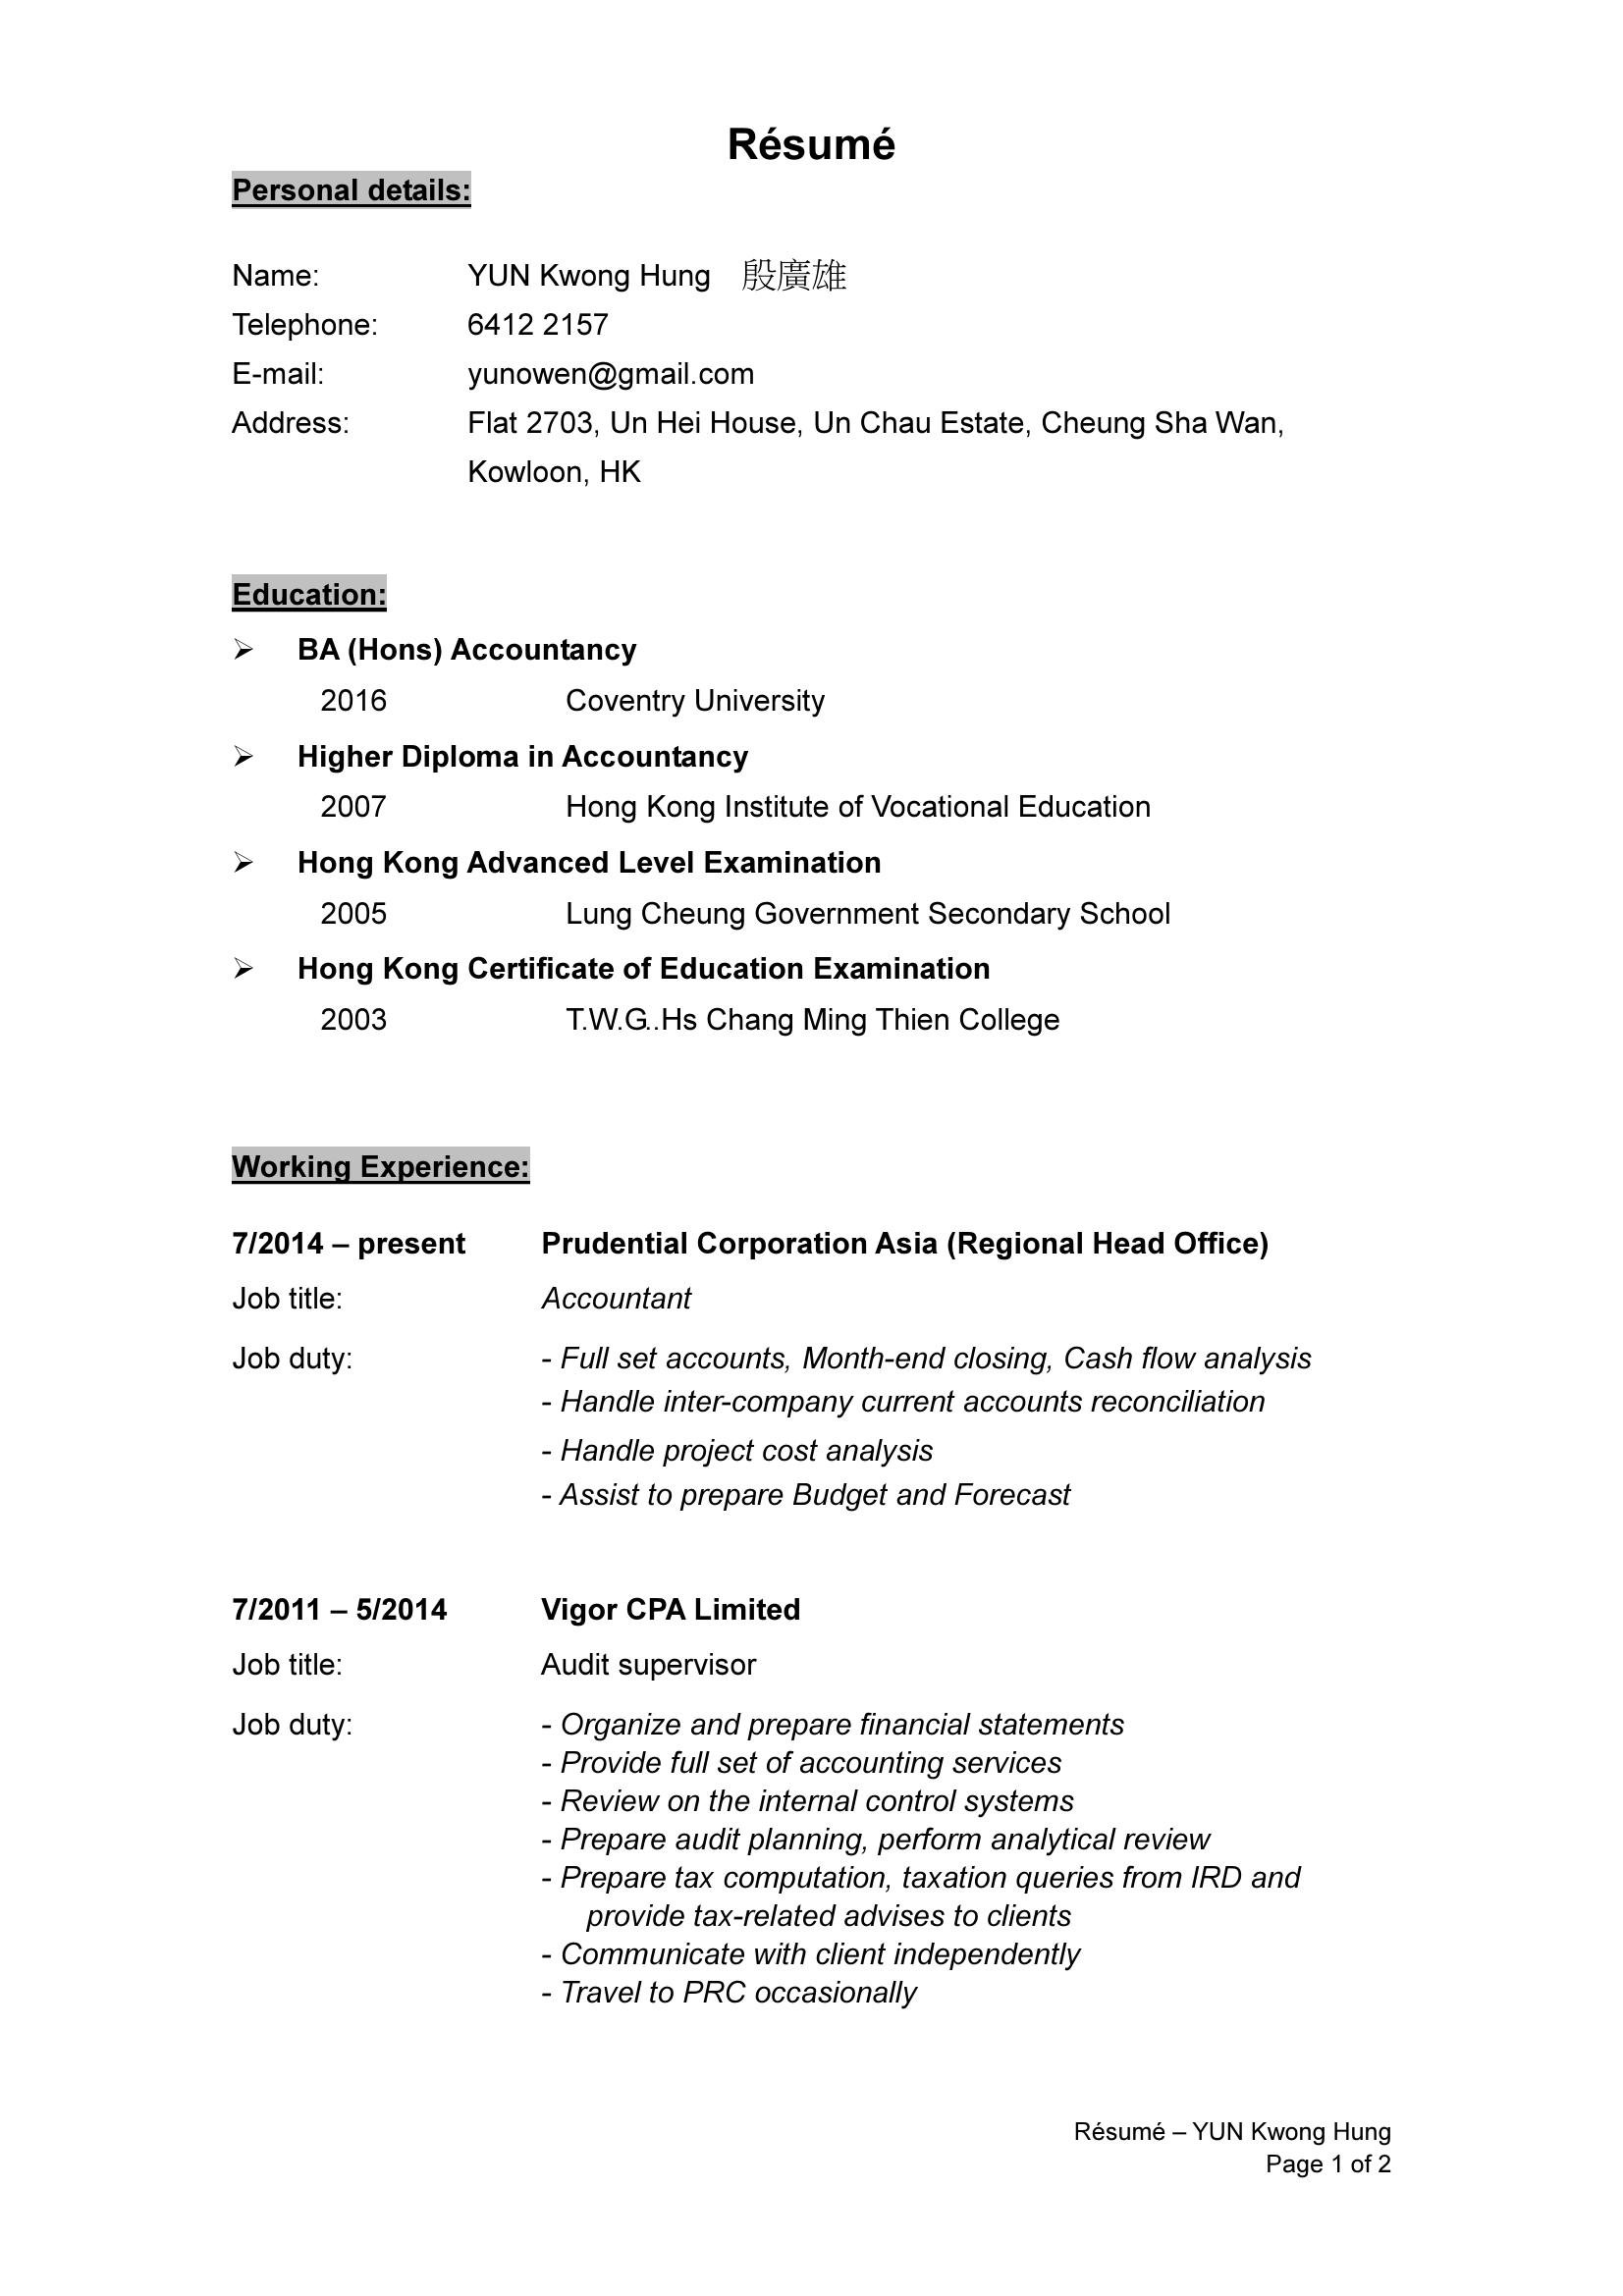 Résumé
Personal details:
Name: YUN Kwong Hung 殷廣雄
Telephone: 6412 2157
E-mail: yunowen@gmail.com
Address: Flat 2703, Un Hei House, Un Chau Estate, Cheung Sha Wan,
Kowloon, HK
Education:
➢ BA (Hons) Accountancy
2016 Coventry University
➢ Higher Diploma in Accountancy
2007 Hong Kong Institute of Vocational Education
➢ Hong Kong Advanced Level Examination
2005 Lung Cheung Government Secondary School
➢ Hong Kong Certificate of Education Examination
2003 T.W.G..Hs Chang Ming Thien College
Working Experience:
7/2014 – present Prudential Corporation Asia (Regional Head Office)
Job title: Accountant
Job duty: - Full set accounts, Month-end closing, Cash flow analysis
- Handle inter-company current accounts reconciliation
- Handle project cost analysis
- Assist to prepare Budget and Forecast
7/2011 – 5/2014 Vigor CPA Limited
Job title: Audit supervisor
Job duty: - Organize and prepare financial statements
- Provide full set of accounting services
- Review on the internal control systems
- Prepare audit planning, perform analytical review
- Prepare tax computation, taxation queries from IRD and
provide tax-related advises to clients
- Communicate with client independently
- Travel to PRC occasionally
Résumé – YUN Kwong Hung
Page 1 of 2